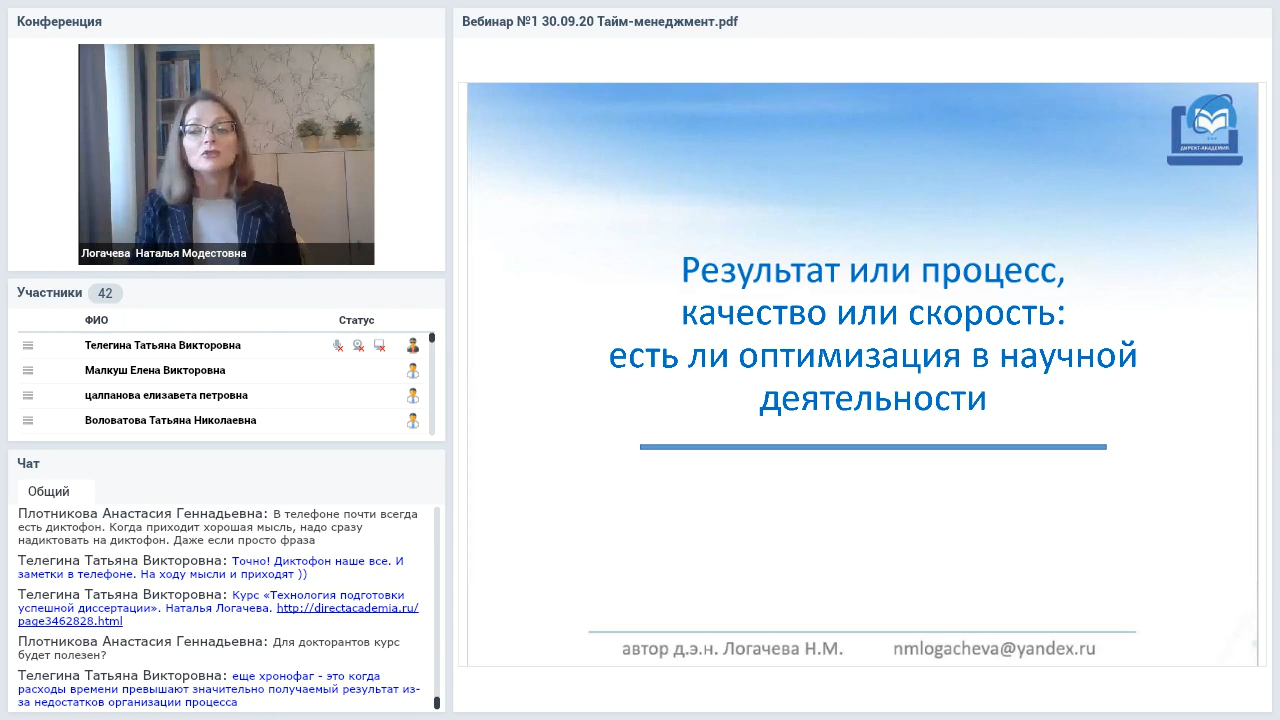 Конференция
Логачева Наталья Модестовна
Участники 42
ФИО Статус
Телегина Татьяна Викторовна
Малкуш Елена Викторовна
цалпанова елизавета петровна
Воловатова Татьяна Николаевна
Чат
Общий
Плотникова Анастасия Геннадьевна: В телефоне почти всегда
есть диктофон. Когда приходит хорошая мысль, надо сразу
надиктовать на диктофон. Даже если просто фраза
Телегина Татьяна Викторовна: Точно! Диктофон наше все. И
заметки в телефоне. На ходу мысли и приходят ))
Телегина Татьяна Викторовна: Курс «Технология подготовки
успешной диссертации». Наталья Логачева. http://directacademia.ru/
page3462828.html
Плотникова Анастасия Геннадьевна: Для докторантов курс
будет полезен?
Телегина Татьяна Викторовна: еще хронофаг - это когда
расходы времени превышают значительно получаемый результат из-
за недостатков организации процесса
Вебинар №1 30.09.20 Тайм-менеджмент.pdf
ДИРЕКТ-АКАДЕМИЯ
Результат или процесс,
качество или скорость:
есть ли оптимизация в научной
деятельности
автор д.э.н. Логачева Н.М. nmlogacheva@yandex.ru